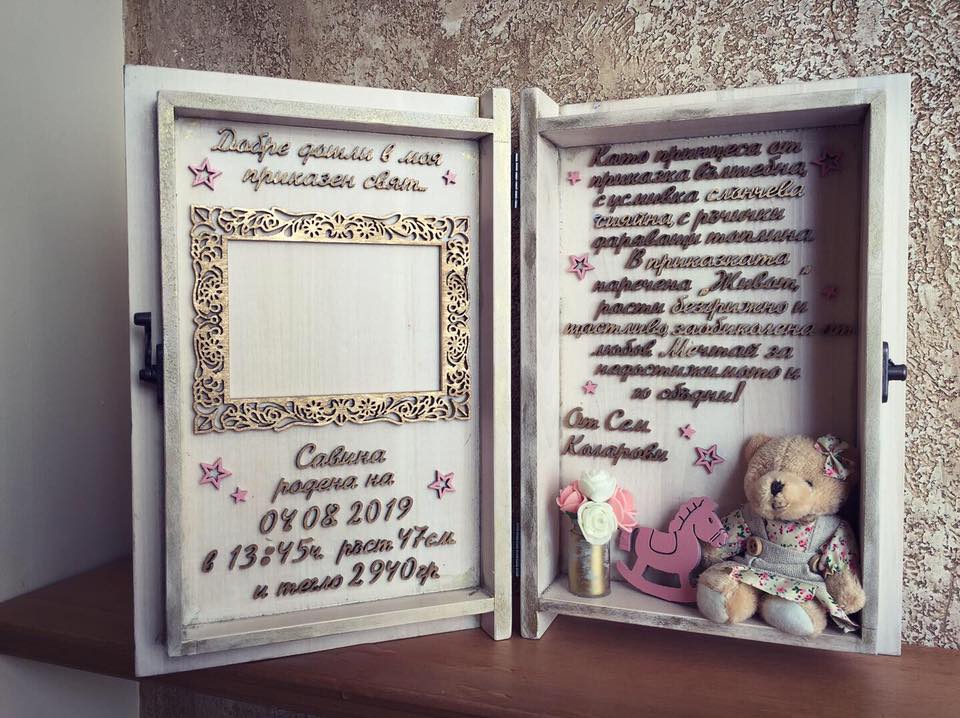 Добре дошли в моя
приказен свят...
Савина
родена на
04.08.2019
в 13:45ч. ръст 47см.
и тегло 2940гр.
Като принцеса от
приказка вълшебна,
с усмивка слънчева
сияйна с ръчички
даряващи топлина.
В приказката
наречена „Живот"
расти безгрижно и
щастливо, заобиколена от
любов. Мечтай за
недостижимото и
го сбъдни!
От Сем.
Коларови